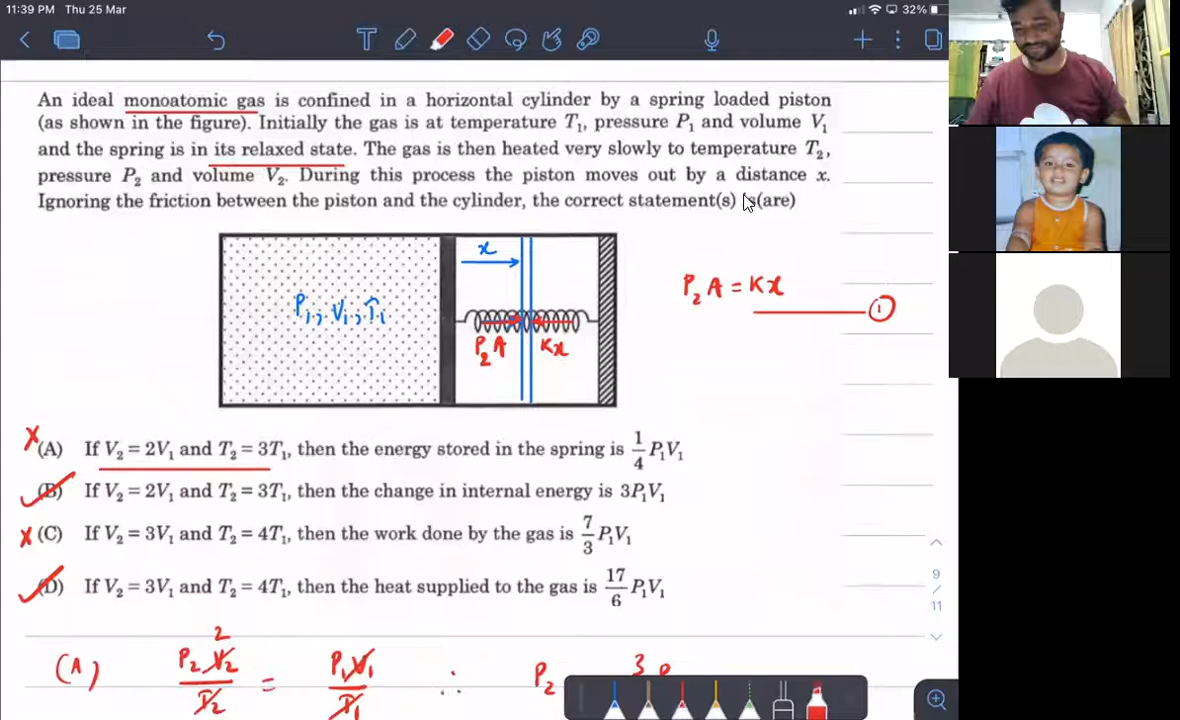 11:39 PM Thu 25 Mar
32%
An ideal monoatomic gas is confined in a horizontal cylinder by a spring loaded piston
(as shown in the figure). Initially the gas is at temperature T₁, pressure P₁ and volume V₁
and the spring is in its relaxed state. The gas is then heated very slowly to temperature T₂,
pressure P₂ and volume V₂. During this process the piston moves out by a distance x.
Ignoring the friction between the piston and the cylinder, the correct statement(s) is(are)
x
P₁, V₁, T₁
P₂A
Kx
P₂A = Kx
①
(A) If V₂ = 2V₁ and T₂ = 3T₁, then the energy stored in the spring is 1/4 P₁V₁
(B) If V₂ = 2V₁ and T₂ = 3T₁, then the change in internal energy is 3P₁V₁
(C) If V₂ = 3V₁ and T₂ = 4T₁, then the work done by the gas is 7/3 P₁V₁
(D) If V₂ = 3V₁ and T₂ = 4T₁, then the heat supplied to the gas is 17/6 P₁V₁
9
/
11
(A) P₂V₂/T₂ = P₁V₁/T₁ ∴ P₂ 3
2